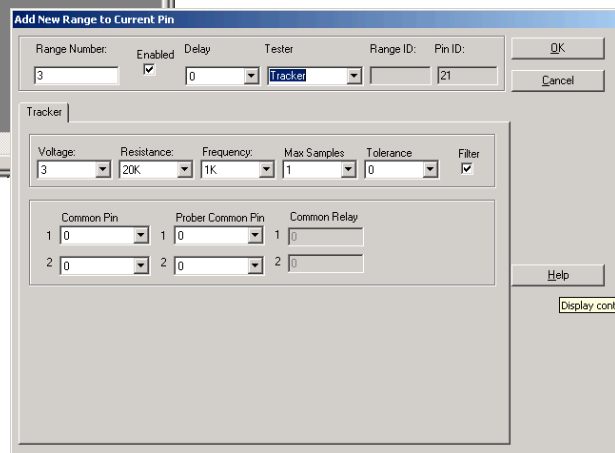 Add New Range to Current Pin
Range Number: Enabled Delay Tester Range ID: Pin ID: OK
3 0 Tracker 21
Cancel
Tracker
Voltage: Resistance: Frequency: Max Samples Tolerance Filter
3 20K 1K 1 0
Common Pin Prober Common Pin Common Relay
1 0 1 0 1 0
2 0 2 0 2 0
Help
Display cont